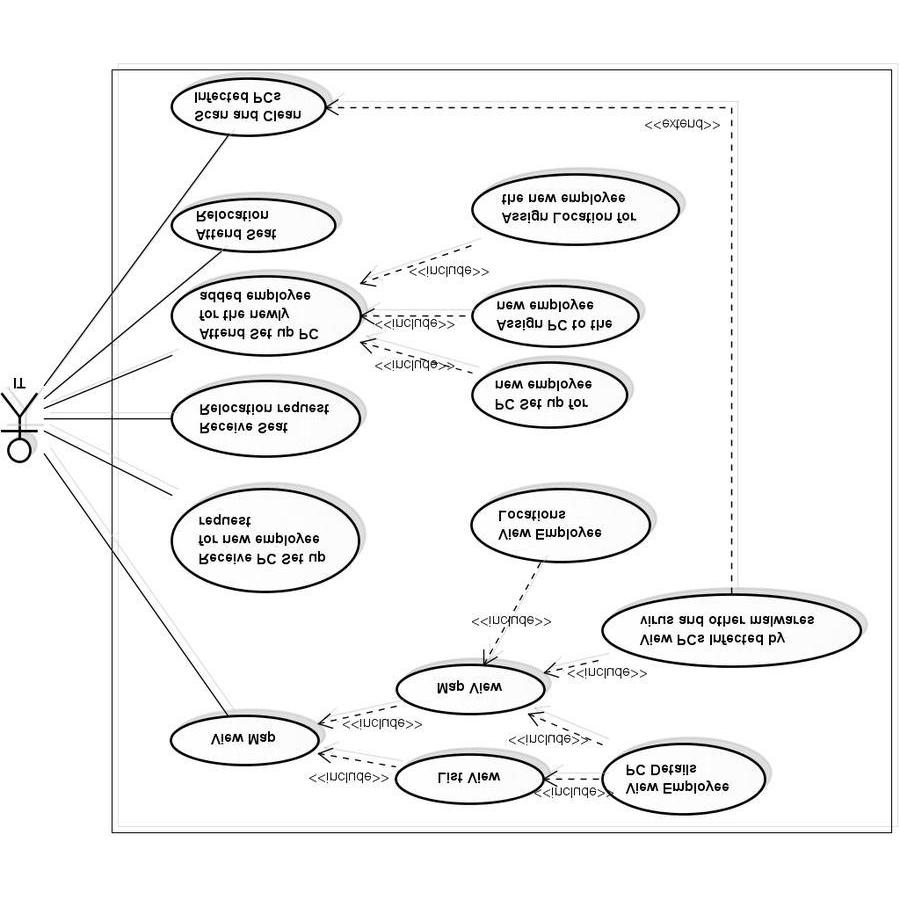 <<include>>
View Employee
PC Details
<<include>>
List View
<<include>>
View Map
<<include>>
Map View
<<include>>
View PCs Infected by
virus and other malwares
<<include>>
Receive PC Set up
for new employee
request
View Employee
Locations
Receive Seat
Relocation request
PC Set up for
new employee
IT
<<include>>
Attend Set up PC
for the newly
added employee
<<include>>
Assign PC to the
new employee
<<include>>
Attend Seat
Relocation
Assign Location for
the new employee
<<extend>>
Scan and Clean
Infected PCs